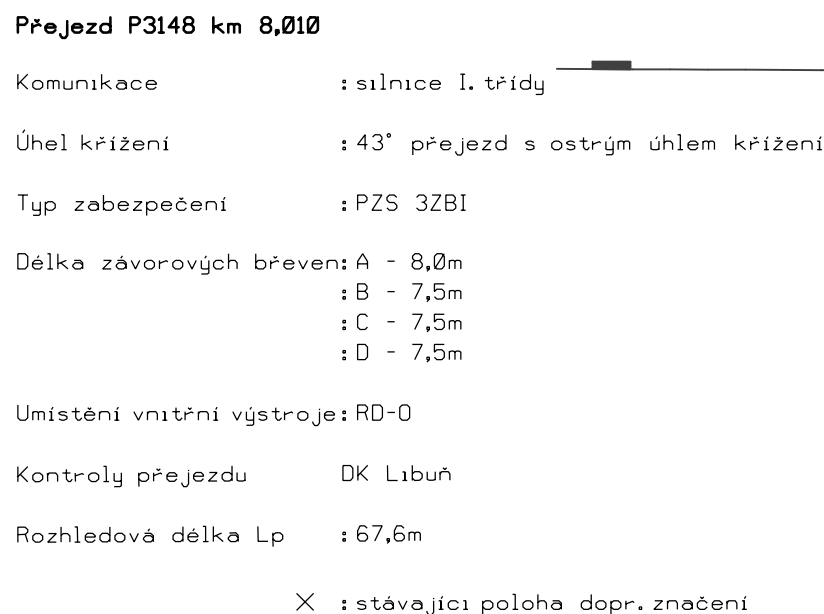 Přejezd P3148 km 8,010
Komunikace : silnice I. třídy
Úhel křížení : 43° přejezd s ostrým úhlem křížení
Typ zabezpečení : PZS 3ZBI
Délka závorových břeven: A - 8,0m
: B - 7,5m
: C - 7,5m
: D - 7,5m
Umístění vnitřní výstroje: RD-O
Kontroly přejezdu DK Libuň
Rozhledová délka Lp : 67,6m
× : stávajícı poloha dopr. značení